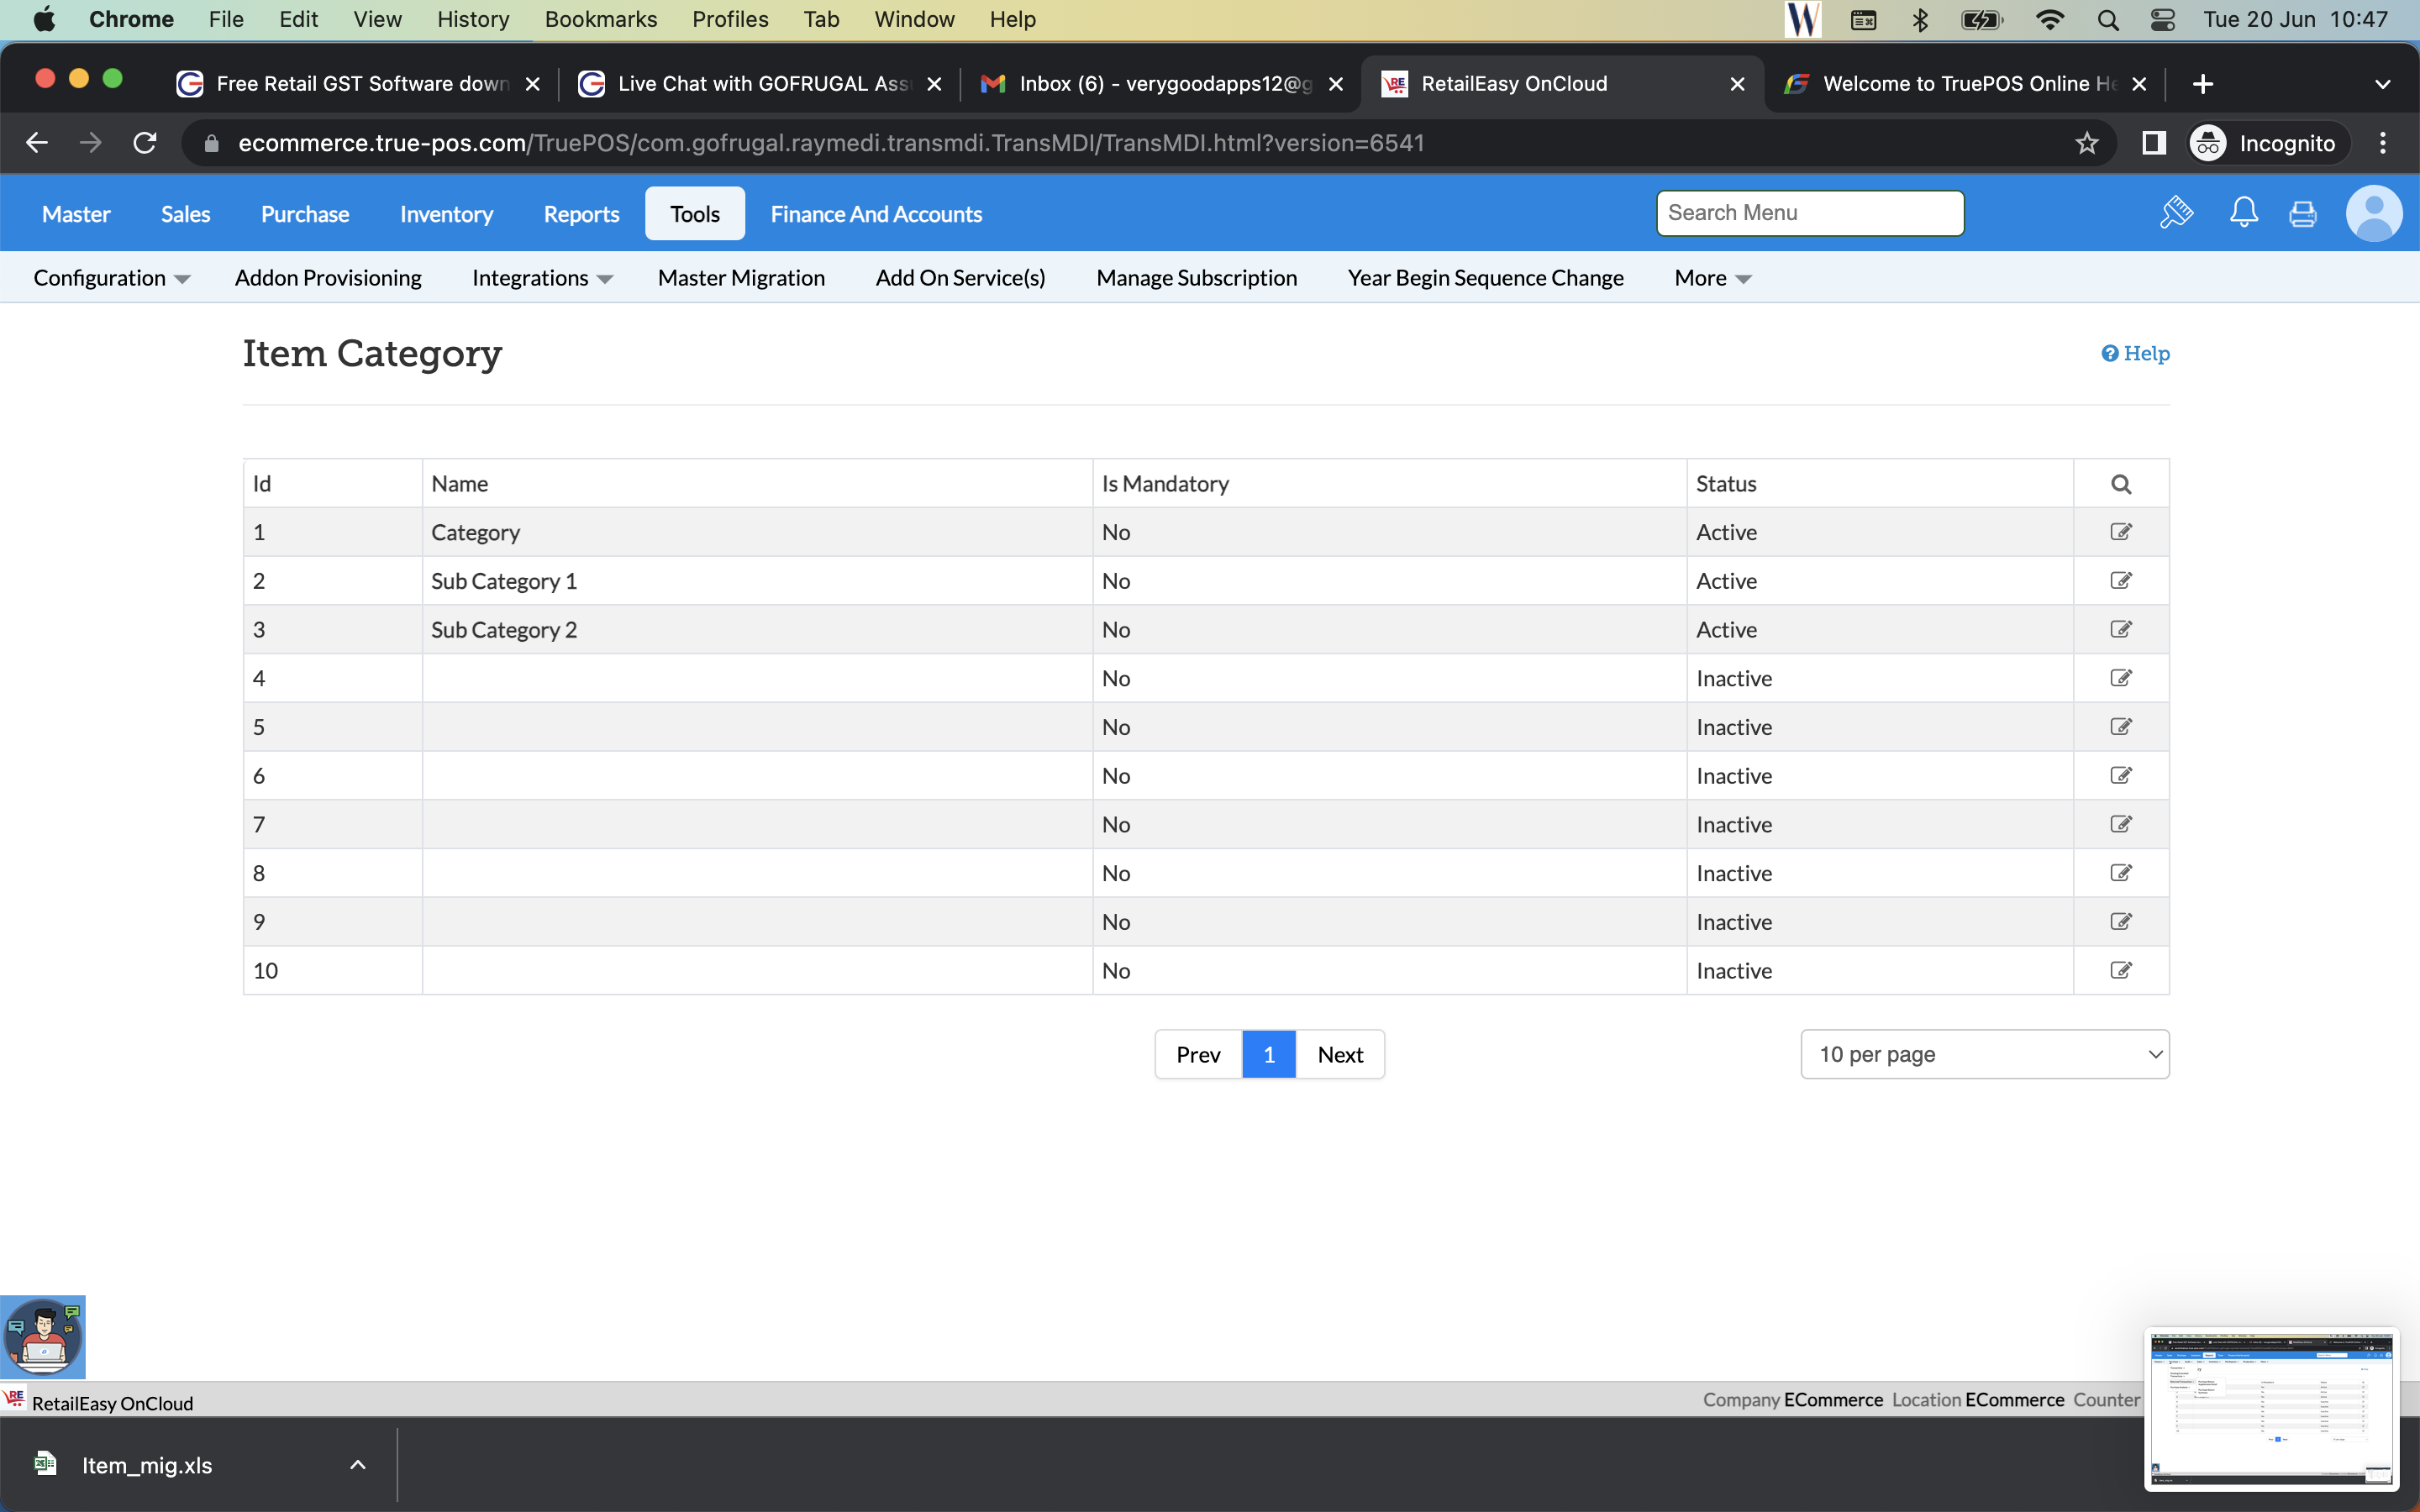 Chrome File Edit View History Bookmarks Profiles Tab Window Help Tue 20 Jun 10:47
Free Retail GST Software down Live Chat with GOFRUGAL Ass Inbox (6) - verygoodapps12@g RetailEasy OnCloud Welcome to TruePOS Online He
ecommerce.true-pos.com/TruePOS/com.gofrugal.raymedi.transmdi.TransMDI/TransMDI.html?version=6541 Incognito
Master Sales Purchase Inventory Reports Tools Finance And Accounts Search Menu
Configuration Addon Provisioning Integrations Master Migration Add On Service(s) Manage Subscription Year Begin Sequence Change More
Item Category Help
Id Name Is Mandatory Status
1 Category No Active
2 Sub Category 1 No Active
3 Sub Category 2 No Active
4 No Inactive
5 No Inactive
6 No Inactive
7 No Inactive
8 No Inactive
9 No Inactive
10 No Inactive
Prev 1 Next 10 per page
RetailEasy OnCloud Company ECommerce Location ECommerce Counter
Item_mig.xls